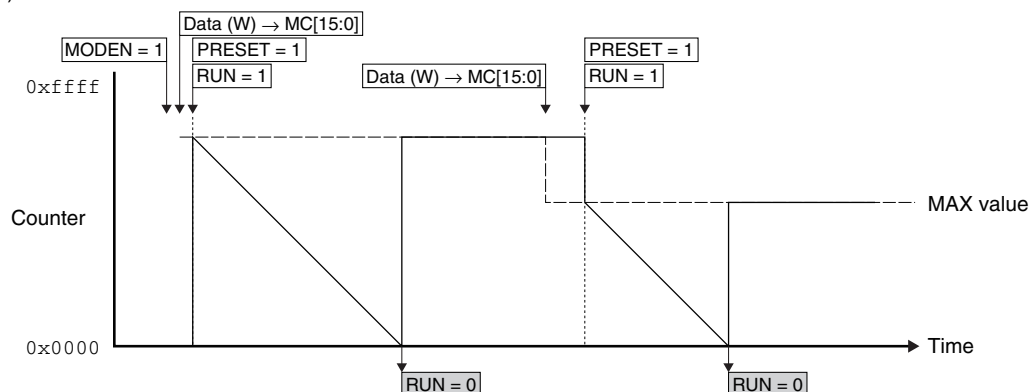 Data (W) → MC[15:0]
MODEN = 1
PRESET = 1
PRESET = 1
RUN = 1
Data (W) → MC[15:0]
RUN = 1
0xffff
Counter
MAX value
0x0000
Time
RUN = 0
RUN = 0